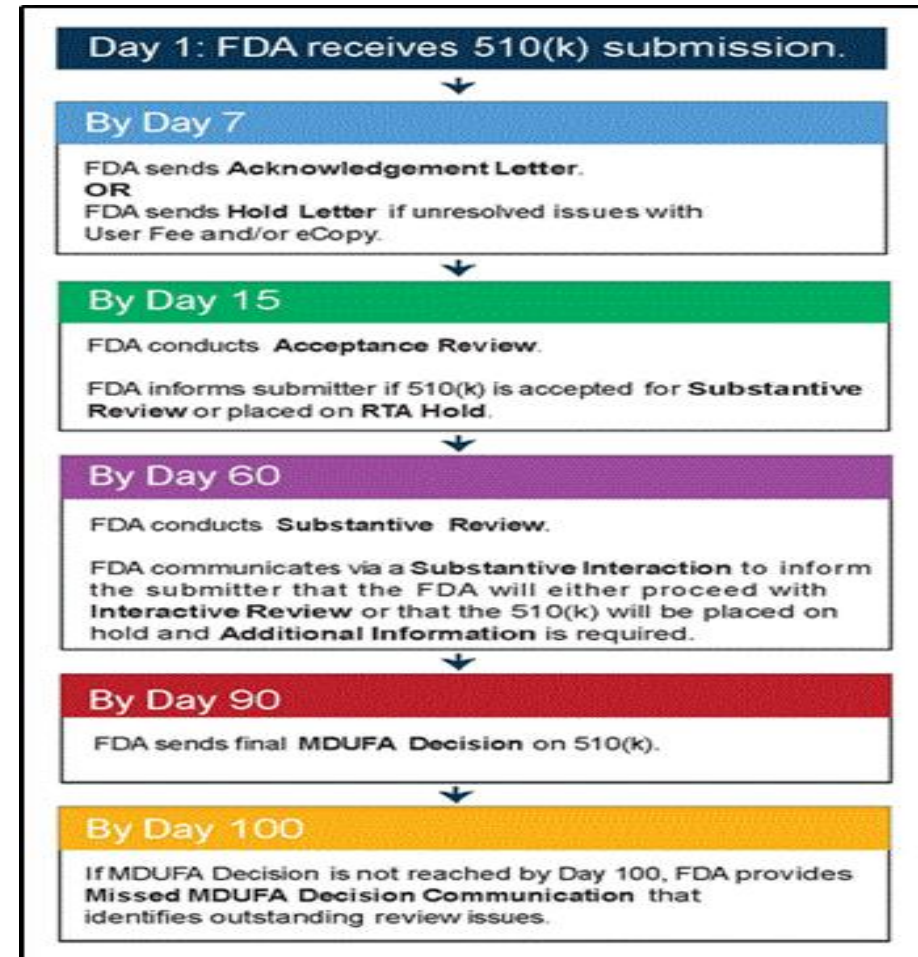 Day 1: FDA receives 510(k) submission.
By Day 7
FDA sends Acknowledgement Letter.
OR
FDA sends Hold Letter if unresolved issues with
User Fee and/or eCopy.
By Day 15
FDA conducts Acceptance Review.
FDA informs submitter if 510(k) is accepted for Substantive
Review or placed on RTA Hold.
By Day 60
FDA conducts Substantive Review.
FDA communicates via a Substantive Interaction to inform
the submitter that the FDA will either proceed with
Interactive Review or that the 510(k) will be placed on
hold and Additional Information is required.
By Day 90
FDA sends final MDUFA Decision on 510(k).
By Day 100
If MDUFA Decision is not reached by Day 100, FDA provides
Missed MDUFA Decision Communication that
identifies outstanding review issues.